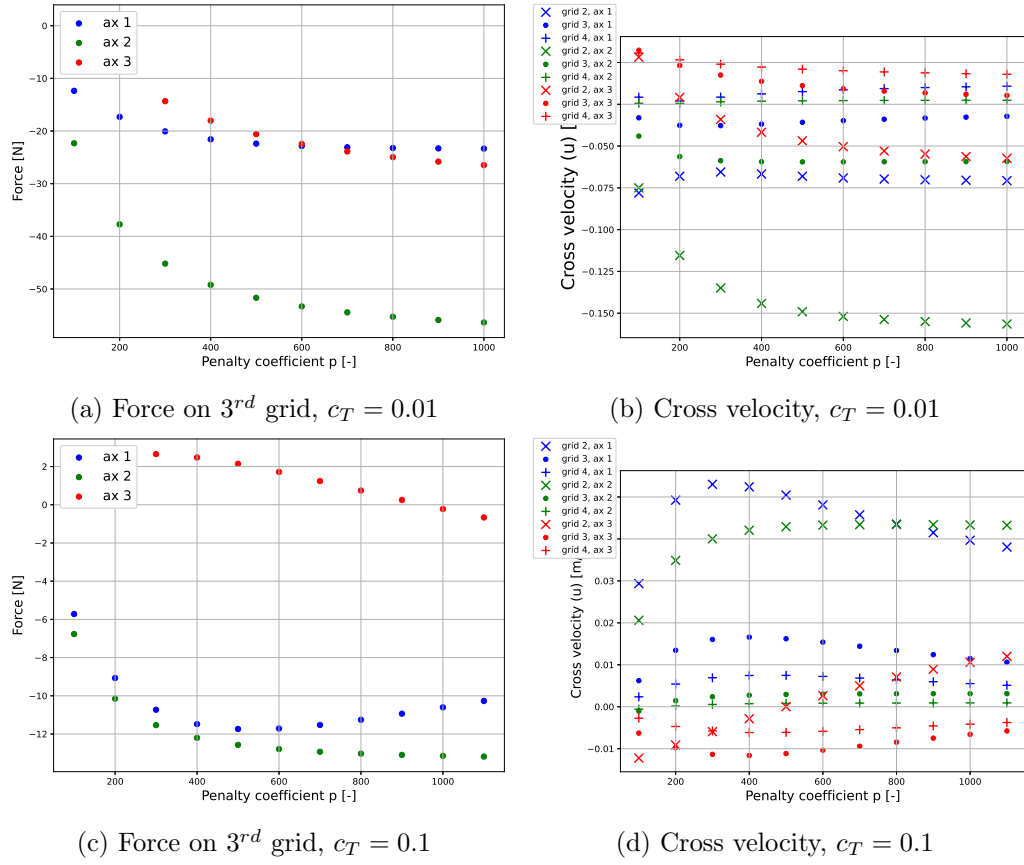 ax 1
ax 2
ax 3
0
−10
−20
−30
−40
−50
Force [N]
200 400 600 800 1000
Penalty coefficient p [-]
(a) Force on 3rd grid, cT = 0.01
grid 2, ax 1
grid 3, ax 1
grid 4, ax 1
grid 2, ax 2
grid 3, ax 2
grid 4, ax 2
grid 2, ax 3
grid 3, ax 3
grid 4, ax 3
−0.050
−0.075
−0.100
−0.125
−0.150
Cross velocity (u) [
200 400 600 800 1000
Penalty coefficient p [-]
(b) Cross velocity, cT = 0.01
ax 1
ax 2
ax 3
2
0
−2
−4
−6
−8
−10
−12
Force [N]
200 400 600 800 1000
Penalty coefficient p [-]
(c) Force on 3rd grid, cT = 0.1
grid 2, ax 1
grid 3, ax 1
grid 4, ax 1
grid 2, ax 2
grid 3, ax 2
grid 4, ax 2
grid 2, ax 3
grid 3, ax 3
grid 4, ax 3
0.03
0.02
0.01
0.00
−0.01
Cross velocity (u) [m/
200 400 600 800 1000
Penalty coefficient p [-]
(d) Cross velocity, cT = 0.1